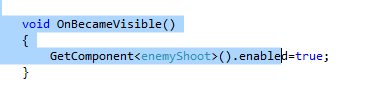 void OnBecameVisible()
{
GetComponent<enemyShoot>().enabled=true;
}